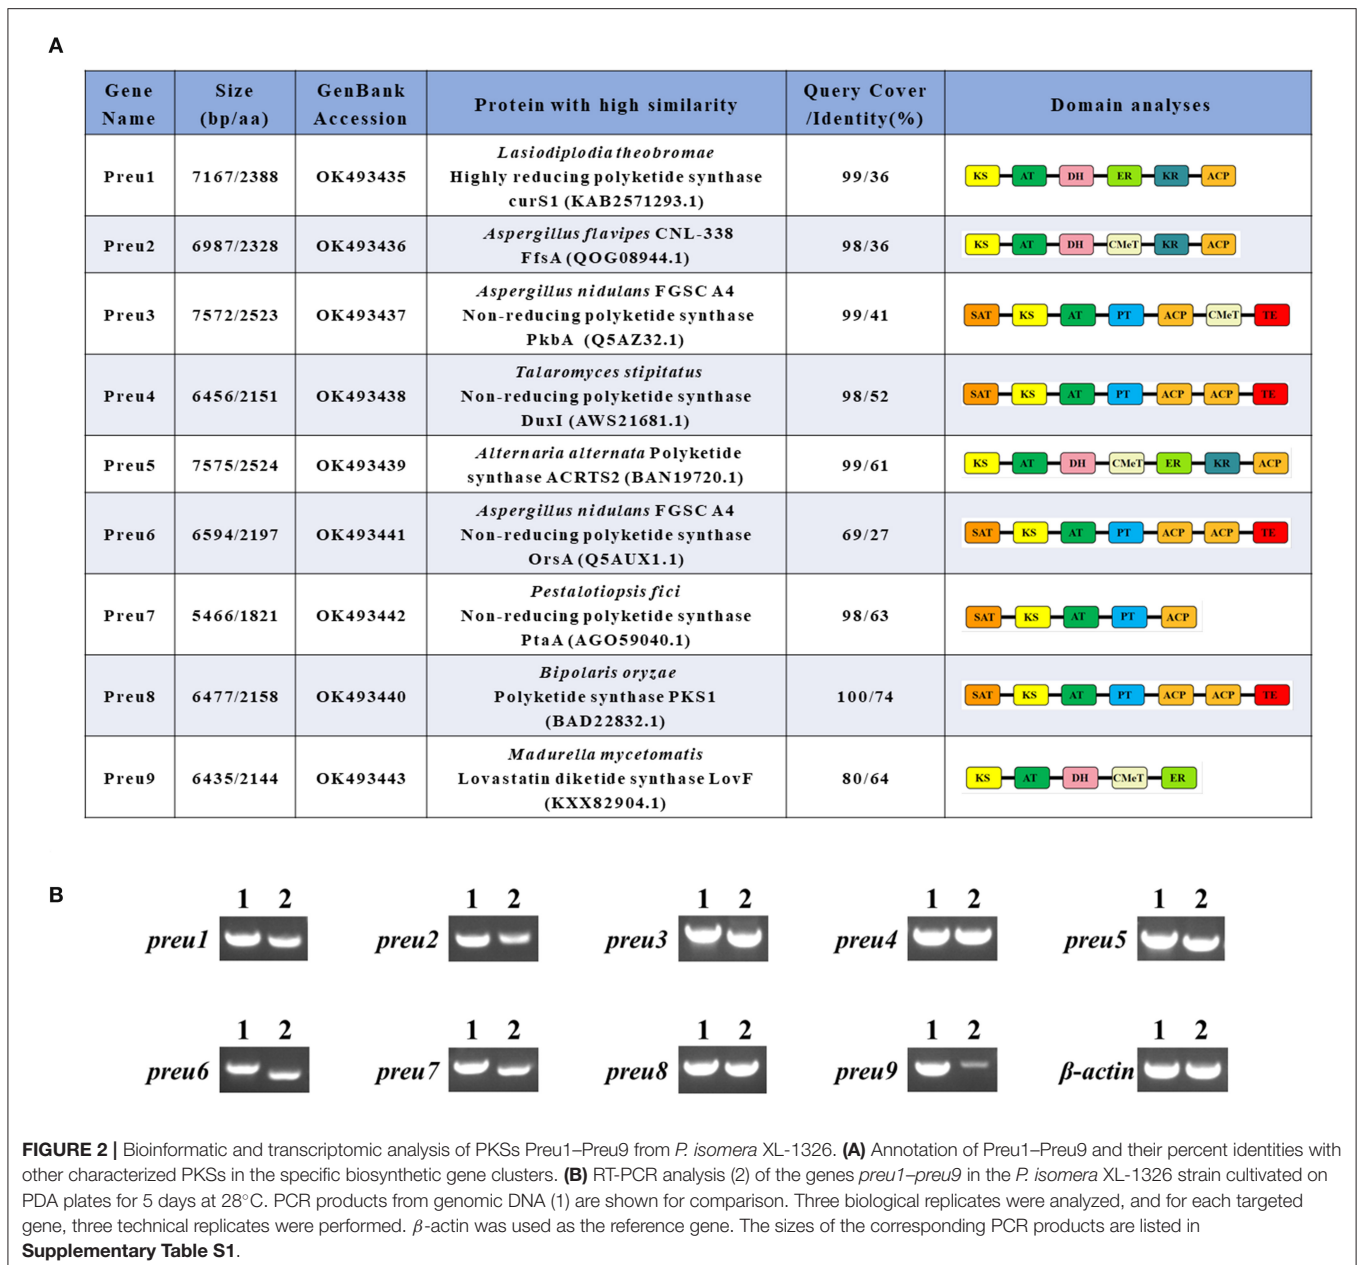 A
Gene Name
Size (bp/aa)
GenBank Accession
Protein with high similarity
Query Cover /Identity(%)
Domain analyses
Preu1
7167/2388
OK493435
Lasiodiplodia theobromae
Highly reducing polyketide synthase
curS1 (KAB2571293.1)
99/36
KS AT DH ER KR ACP
Preu2
6987/2328
OK493436
Aspergillus flavipes CNL-338
FfsA (QOG08944.1)
98/36
KS AT DH CMeT KR ACP
Preu3
7572/2523
OK493437
Aspergillus nidulans FGSC A4
Non-reducing polyketide synthase
PkbA (Q5AZ32.1)
99/41
SAT KS AT PT ACP CMeT TE
Preu4
6456/2151
OK493438
Talaromyces stipitatus
Non-reducing polyketide synthase
DuxI (AWS21681.1)
98/52
SAT KS AT PT ACP ACP TE
Preu5
7575/2524
OK493439
Alternaria alternata Polyketide
synthase ACRTS2 (BAN19720.1)
99/61
KS AT DH CMeT ER KR ACP
Preu6
6594/2197
OK493441
Aspergillus nidulans FGSC A4
Non-reducing polyketide synthase
OrsA (Q5AUX1.1)
69/27
SAT KS AT PT ACP ACP TE
Preu7
5466/1821
OK493442
Pestalotiopsis fici
Non-reducing polyketide synthase
PtaA (AGO59040.1)
98/63
SAT KS AT PT ACP
Preu8
6477/2158
OK493440
Bipolaris oryzae
Polyketide synthase PKS1
(BAD22832.1)
100/74
SAT KS AT PT ACP ACP TE
Preu9
6435/2144
OK493443
Madurella mycetomatis
Lovastatin diketide synthase LovF
(KXX82904.1)
80/64
KS AT DH CMeT ER
B
1 2 1 2 1 2 1 2 1 2
preu1 preu2 preu3 preu4 preu5
1 2 1 2 1 2 1 2 1 2
preu6 preu7 preu8 preu9 β-actin
FIGURE 2 | Bioinformatic and transcriptomic analysis of PKSs Preu1–Preu9 from P. isomera XL-1326. (A) Annotation of Preu1–Preu9 and their percent identities with
other characterized PKSs in the specific biosynthetic gene clusters. (B) RT-PCR analysis (2) of the genes preu1–preu9 in the P. isomera XL-1326 strain cultivated on
PDA plates for 5 days at 28°C. PCR products from genomic DNA (1) are shown for comparison. Three biological replicates were analyzed, and for each targeted
gene, three technical replicates were performed. β-actin was used as the reference gene. The sizes of the corresponding PCR products are listed in
Supplementary Table S1.